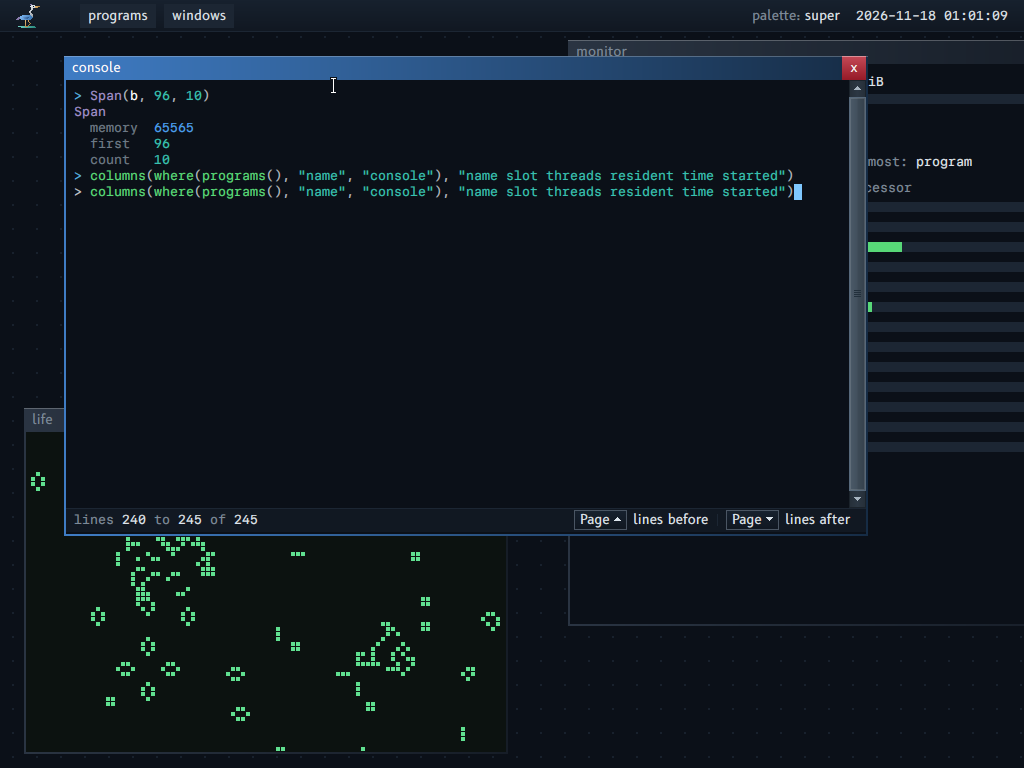 programs windows palette: super 2026-11-18 01:01:09
monitor
console x
iB
> Span(b, 96, 10)
Span
memory 65565
first 96
count 10
most: program
> columns(where(programs(), "name", "console"), "name slot threads resident time started")
cessor
> columns(where(programs(), "name", "console"), "name slot threads resident time started")
life
lines 240 to 245 of 245 Page lines before Page lines after